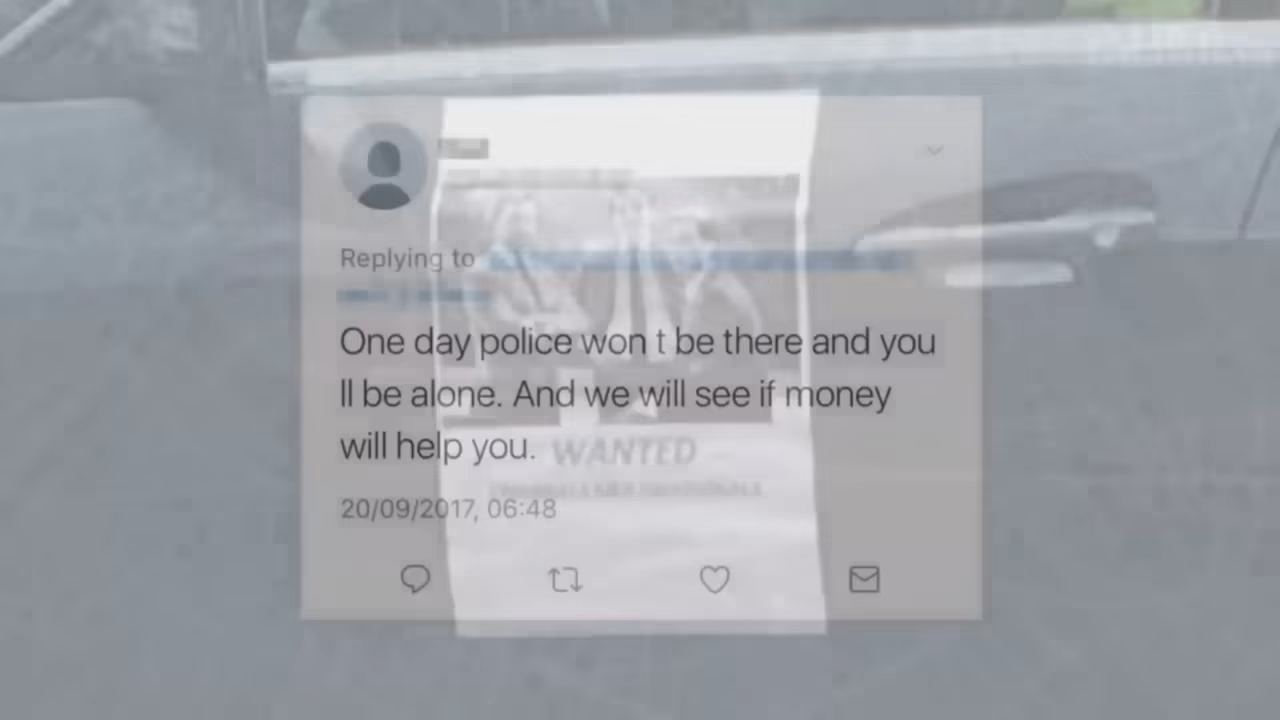 Replying to
One day police won t be there and you
ll be alone. And we will see if money
will help you.
WANTED
20/09/2017, 06:48